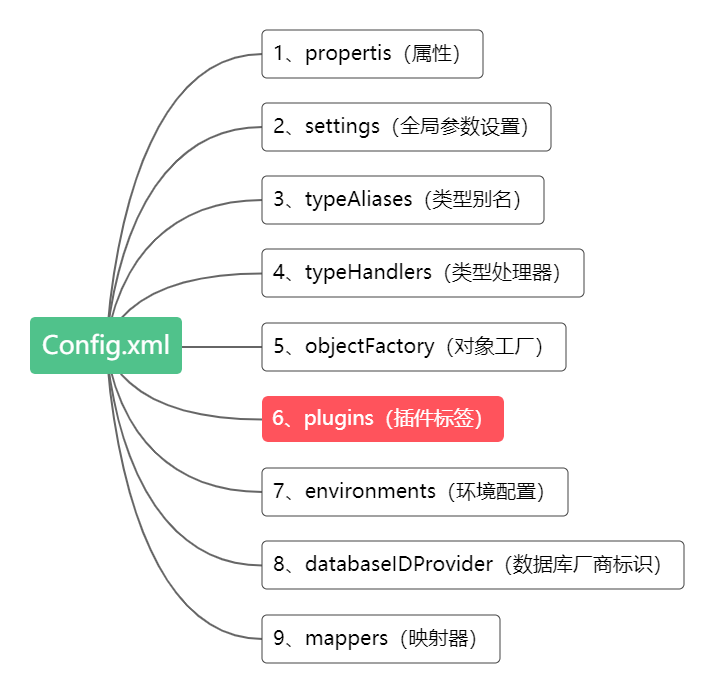 1、propertis（属性）
2、settings（全局参数设置）
3、typeAliases（类型别名）
4、typeHandlers（类型处理器）
Config.xml
5、objectFactory（对象工厂）
6、plugins（插件标签）
7、environments（环境配置）
8、databaseIDProvider（数据库厂商标识）
9、mappers（映射器）